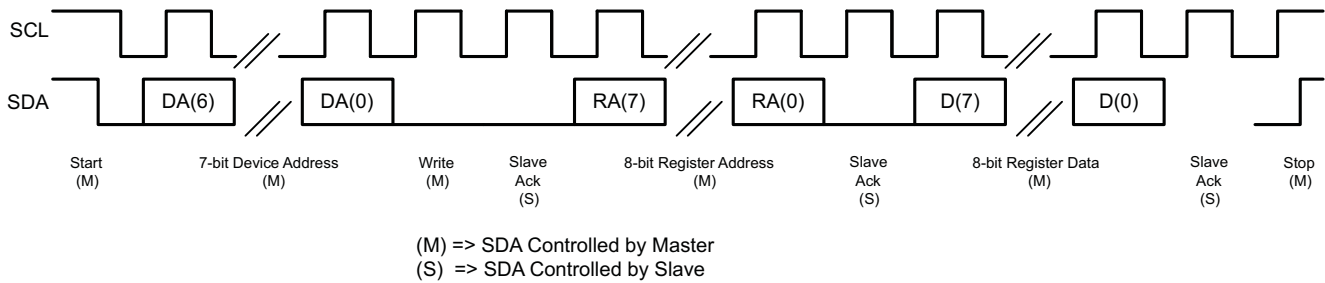 SCL
SDA
DA(6)
DA(0)
RA(7)
RA(0)
D(7)
D(0)
Start
(M)
7-bit Device Address
(M)
Write
(M)
Slave
Ack
(S)
8-bit Register Address
(M)
Slave
Ack
(S)
8-bit Register Data
(M)
Slave
Ack
(S)
Stop
(M)
(M) => SDA Controlled by Master
(S) => SDA Controlled by Slave